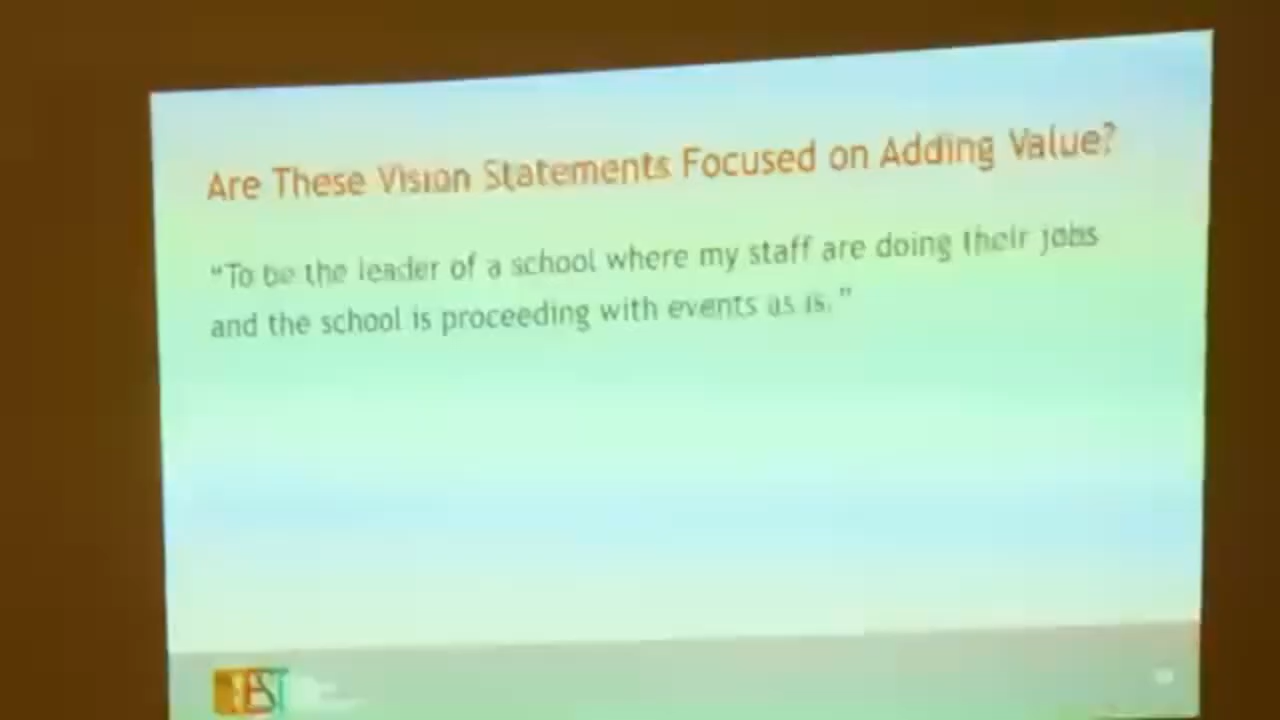 Are These Vision Statements Focused on Adding Value?
“To be the leader of a school where my staff are doing their jobs
and the school is proceeding with events as is.”